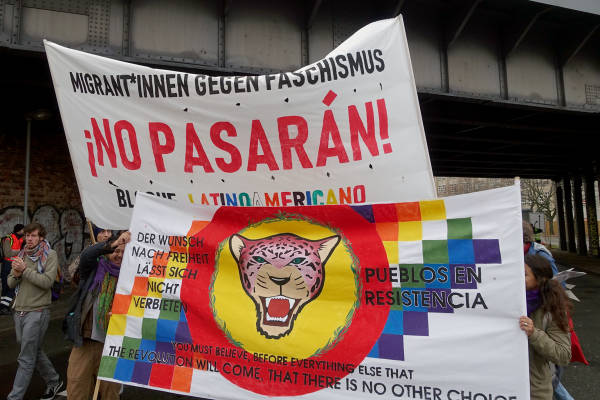 MIGRANT*INNEN GEGEN FASCHISMUS
¡NO PASARÁN!
LATINOAMERICANO
DER WUNSCH
NACH FREIHEIT
LÄSST SICH
NICHT
VERBIETEN
PUEBLOS EN
RESISTENCIA
YOU MUST BELIEVE, BEFORE EVERYTHING ELSE THAT
THE REVOLUTION WILL COME, THAT THERE IS NO OTHER CHOICE